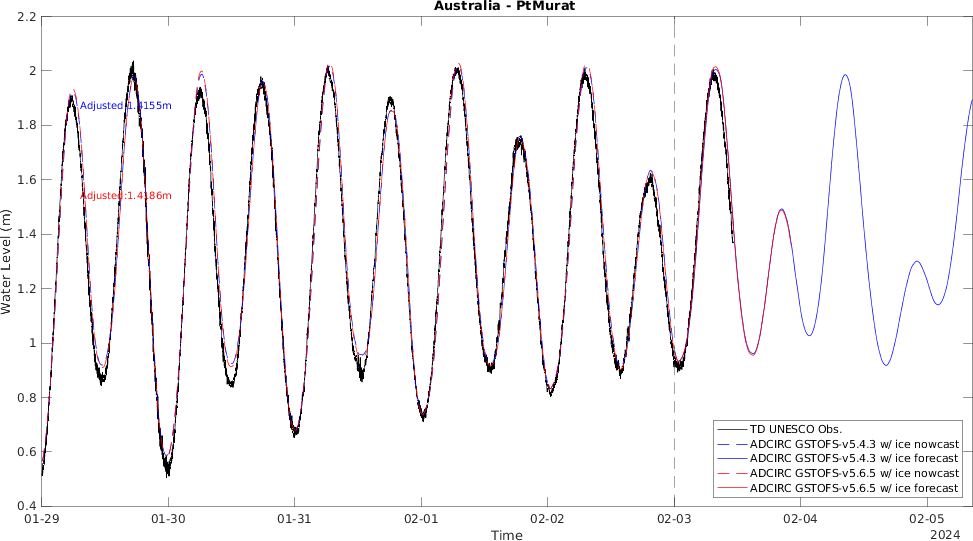 Australia - PtMurat
2.2
2
1.8
1.6
1.4
1.2
1
0.8
0.6
0.4
Water Level (m)
Adjusted:1.4155m
Adjusted:1.4186m
TD UNESCO Obs.
ADCIRC GSTOFS-v5.4.3 w/ ice nowcast
ADCIRC GSTOFS-v5.4.3 w/ ice forecast
ADCIRC GSTOFS-v5.6.5 w/ ice nowcast
ADCIRC GSTOFS-v5.6.5 w/ ice forecast
01-29 01-30 01-31 02-01 02-02 02-03 02-04 02-05
Time
2024